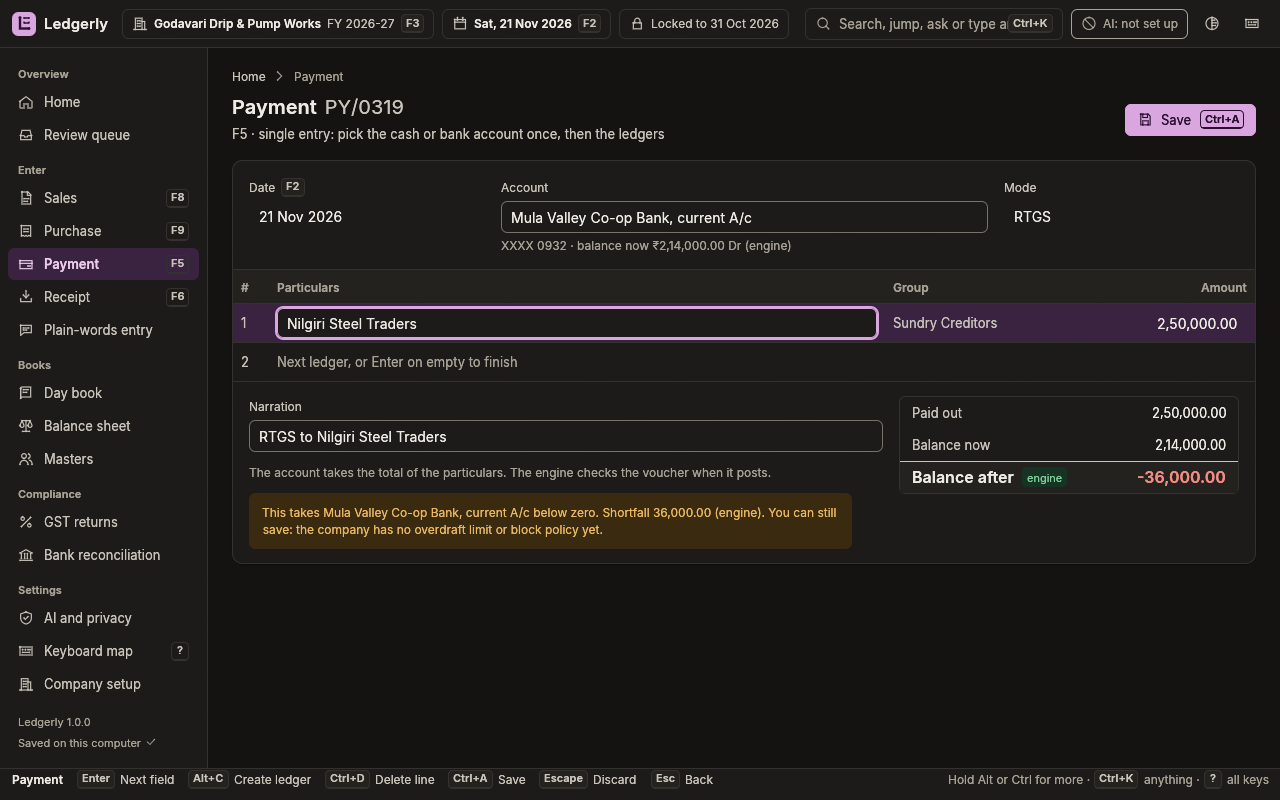 Ledgerly
Godavari Drip & Pump Works FY 2026-27 F3
Sat, 21 Nov 2026 F2
Locked to 31 Oct 2026
Search, jump, ask or type a Ctrl+K
AI: not set up
Overview
Home
Review queue
Enter
Sales F8
Purchase F9
Payment F5
Receipt F6
Plain-words entry
Books
Day book
Balance sheet
Masters
Compliance
GST returns
Bank reconciliation
Settings
AI and privacy
Keyboard map ?
Company setup
Ledgerly 1.0.0
Saved on this computer
Home Payment
Payment PY/0319
F5 · single entry: pick the cash or bank account once, then the ledgers
Save Ctrl+A
Date F2 Account Mode
21 Nov 2026 Mula Valley Co-op Bank, current A/c RTGS
XXXX 0932 · balance now ₹2,14,000.00 Dr (engine)
# Particulars Group Amount
1 Nilgiri Steel Traders Sundry Creditors 2,50,000.00
2 Next ledger, or Enter on empty to finish
Narration
RTGS to Nilgiri Steel Traders
The account takes the total of the particulars. The engine checks the voucher when it posts.
This takes Mula Valley Co-op Bank, current A/c below zero. Shortfall 36,000.00 (engine). You can still
save: the company has no overdraft limit or block policy yet.
Paid out 2,50,000.00
Balance now 2,14,000.00
Balance after engine -36,000.00
Payment Enter Next field Alt+C Create ledger Ctrl+D Delete line Ctrl+A Save Escape Discard Esc Back
Hold Alt or Ctrl for more · Ctrl+K anything · ? all keys